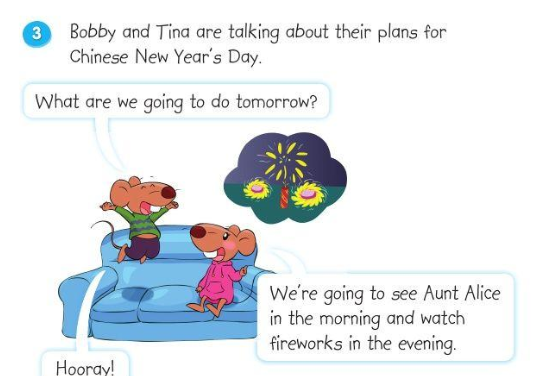 3 Bobby and Tina are talking about their plans for
Chinese New Year's Day.
What are we going to do tomorrow?
We're going to see Aunt Alice
in the morning and watch
fireworks in the evening.
Hooray!